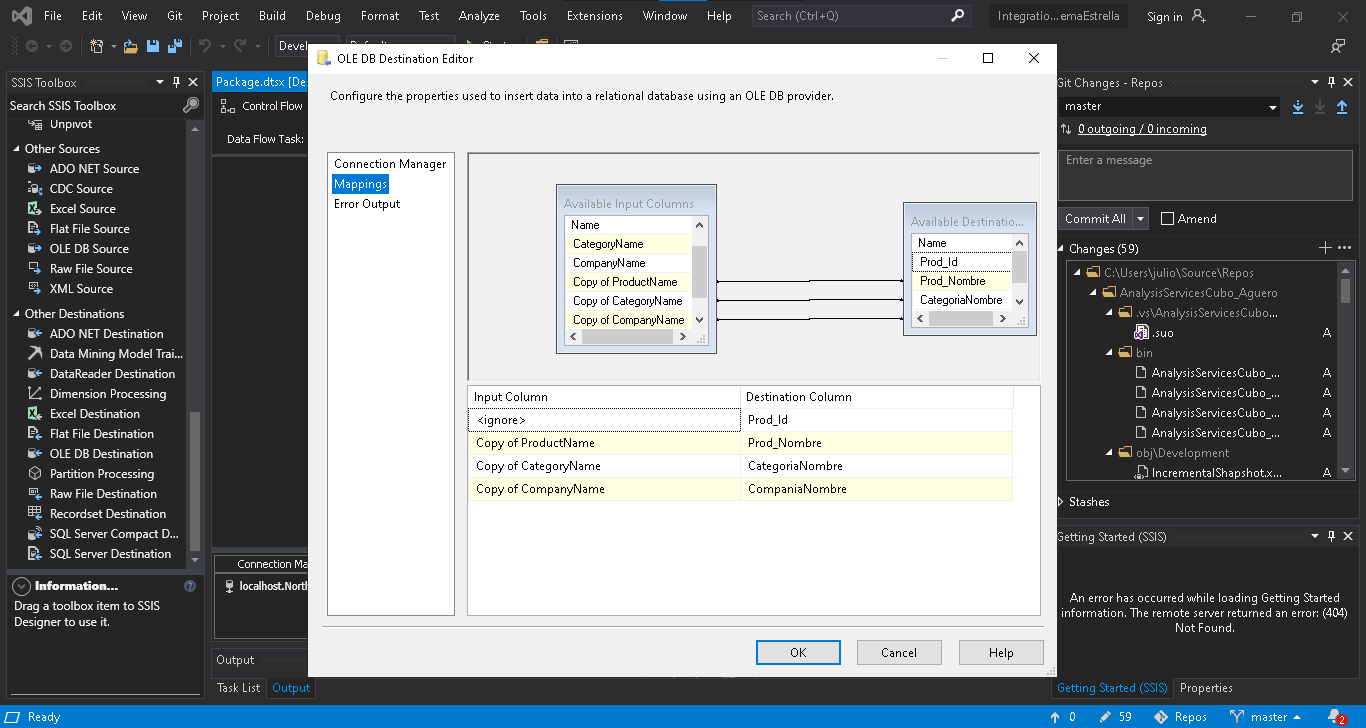 File Edit View Git Project Build Debug Format Test Analyze Tools Extensions Window Help Search (Ctrl+Q) Integratio...emaEstrella Sign in
Devel
SSIS Toolbox
Search SSIS Toolbox
Unpivot
Other Sources
ADO NET Source
CDC Source
Excel Source
Flat File Source
OLE DB Source
Raw File Source
XML Source
Other Destinations
ADO NET Destination
Data Mining Model Trai...
DataReader Destination
Dimension Processing
Excel Destination
Flat File Destination
OLE DB Destination
Partition Processing
Raw File Destination
Recordset Destination
SQL Server Compact D...
SQL Server Destination
Information...
Drag a toolbox item to SSIS
Designer to use it.
Package.dtsx [De
Control Flow
Data Flow Task:
Connection Ma
localhost.North
Output
Task List Output
OLE DB Destination Editor
Configure the properties used to insert data into a relational database using an OLE DB provider.
Connection Manager
Mappings
Error Output
Available Input Columns
Name
CategoryName
CompanyName
Copy of ProductName
Copy of CategoryName
Copy of CompanyName
Available Destinatio...
Name
Prod_Id
Prod_Nombre
CategoriaNombre
Input Column Destination Column
<ignore> Prod_Id
Copy of ProductName Prod_Nombre
Copy of CategoryName CategoriaNombre
Copy of CompanyName CompaniaNombre
OK Cancel Help
Git Changes - Repos
master
0 outgoing / 0 incoming
Enter a message
Commit All Amend
Changes (59)
C:\Users\julio\Source\Repos
AnalysisServicesCubo_Aguero
.vs\AnalysisServicesCubo...
.suo A
bin
AnalysisServicesCubo_... A
AnalysisServicesCubo_... A
AnalysisServicesCubo_... A
AnalysisServicesCubo_... A
obj\Development
IncrementalShapshot.x... A
Stashes
Getting Started (SSIS)
An error has occurred while loading Getting Started
information. The remote server returned an error: (404)
Not Found.
Getting Started (SSIS) Properties
Ready 0 59 Repos master 2